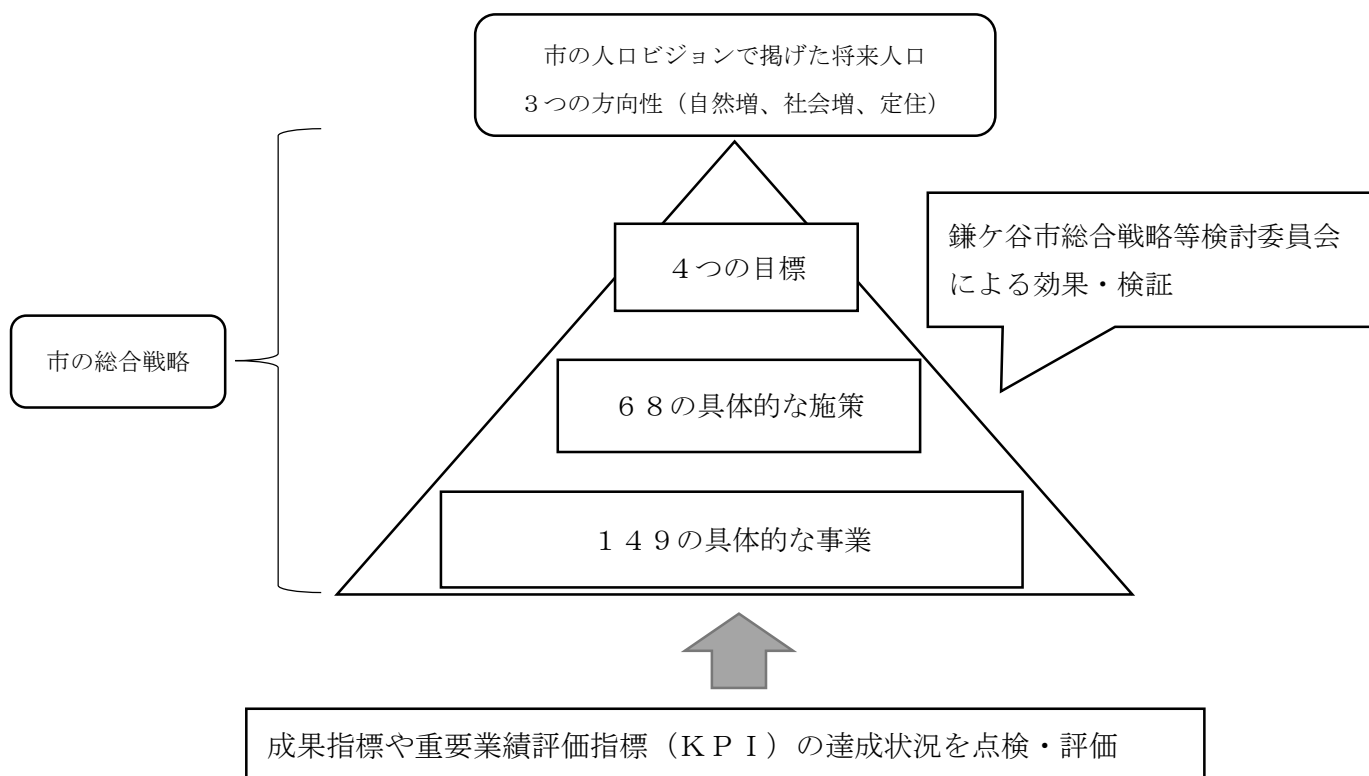 市の人口ビジョンで掲げた将来人口
３つの方向性（自然増、社会増、定住）
４つの目標
鎌ケ谷市総合戦略等検討委員会
による効果・検証
市の総合戦略
６８の具体的な施策
１４９の具体的な事業
成果指標や重要業績評価指標（ＫＰＩ）の達成状況を点検・評価